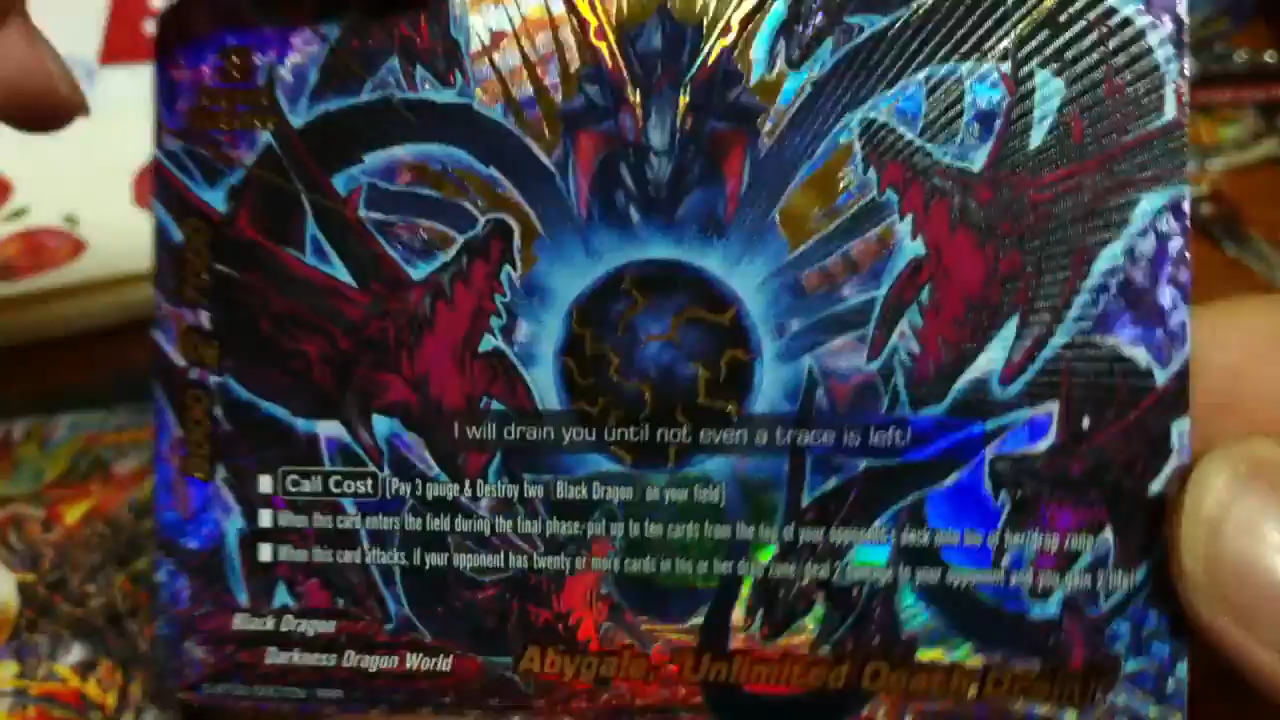 I will drain you until not even a trace is left!
Call Cost [Pay 3 gauge & Destroy two Black Dragon on your field]
When this card enters the field during the final phase, put up to ten cards from the top of your opponent's deck into his or her drop zone.
When this card attacks, if your opponent has twenty or more cards in his or her drop zone, deal 2 damage to your opponent and you gain 2 life!
Black Dragon
Darkness Dragon World
Abygale, "Unlimited Death Drain!"